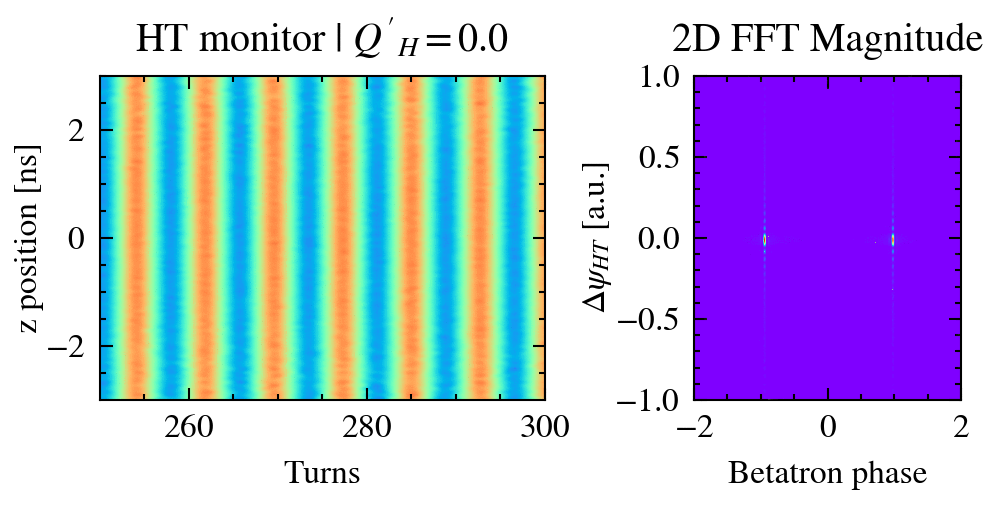 HT monitor | Q'H = 0.0
2D FFT Magnitude
z position [ns]
2
0
−2
260
280
300
Turns
ΔψHT [a.u.]
1.0
0.5
0.0
−0.5
−1.0
−2
0
2
Betatron phase